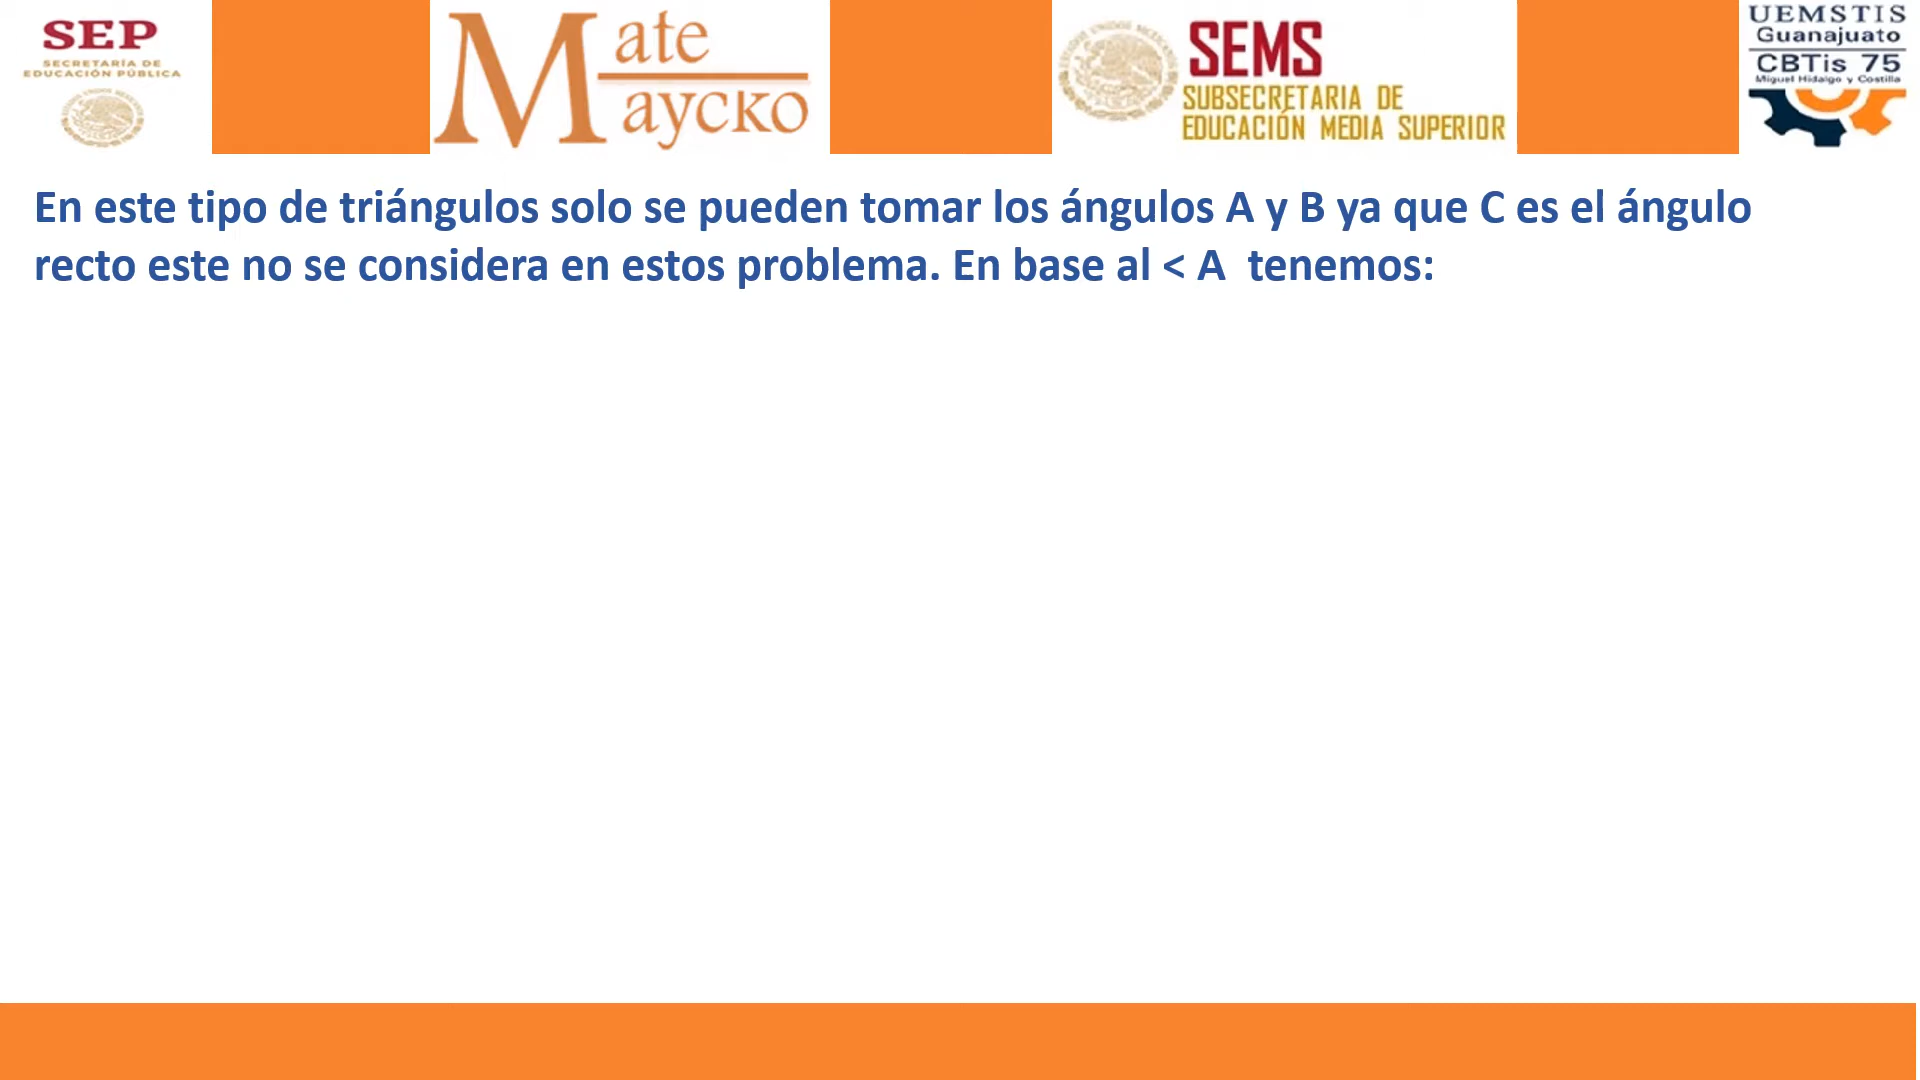 SEP
SECRETARÍA DE
EDUCACIÓN PÚBLICA
Mate
Maycko
SEMS
SUBSECRETARIA DE
EDUCACIÓN MEDIA SUPERIOR
UEMSTIS
Guanajuato
CBTis 75
Miguel Hidalgo y Costilla
En este tipo de triángulos solo se pueden tomar los ángulos A y B ya que C es el ángulo
recto este no se considera en estos problema. En base al < A tenemos: